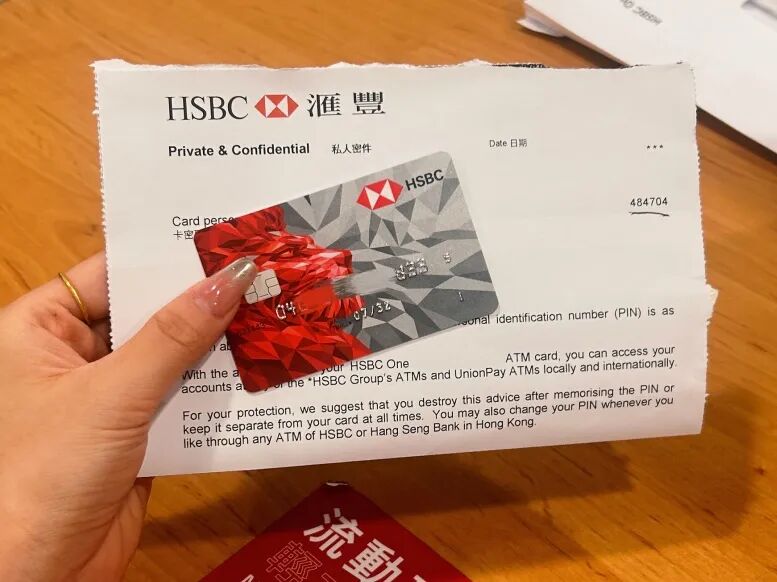 HSBC 滙豐
Private & Confidential 私人密件 Date 日期 ***
484704
Card
卡密
HSBC
07/32
identification number (PIN) is as
With the HSBC One ATM card, you can access your
accounts the *HSBC Group's ATMs and UnionPay ATMs locally and internationally.
For your protection, we suggest that you destroy this advice after memorising the PIN or
keep it separate from your card at all times. You may also change your PIN whenever you
like through any ATM of HSBC or Hang Seng Bank in Hong Kong.
流動
HSBC